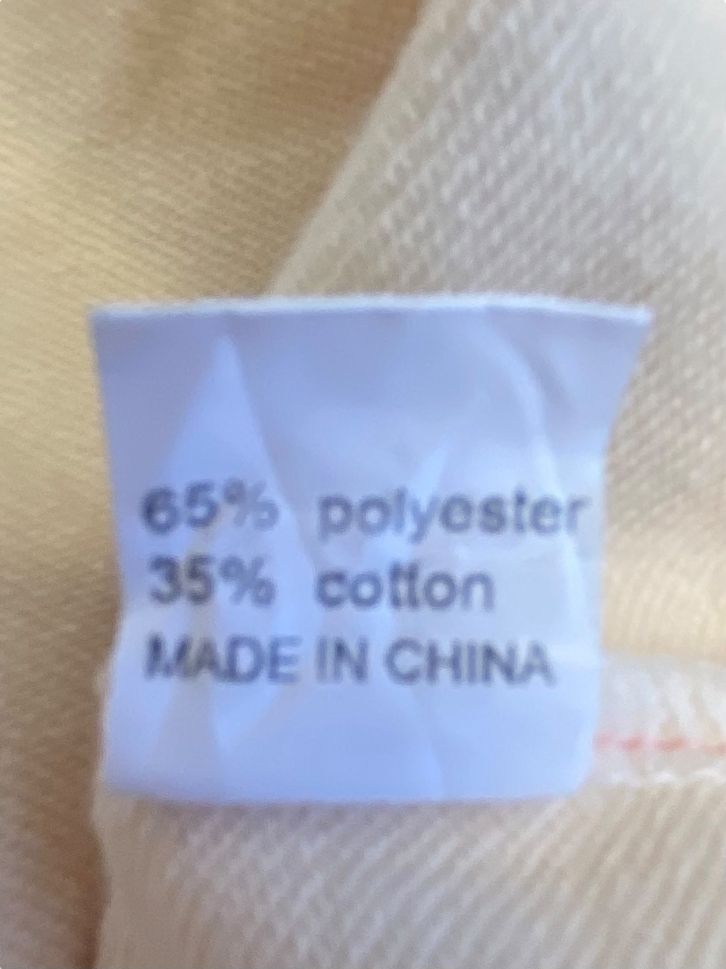 65% polyester
35% cotton
MADE IN CHINA